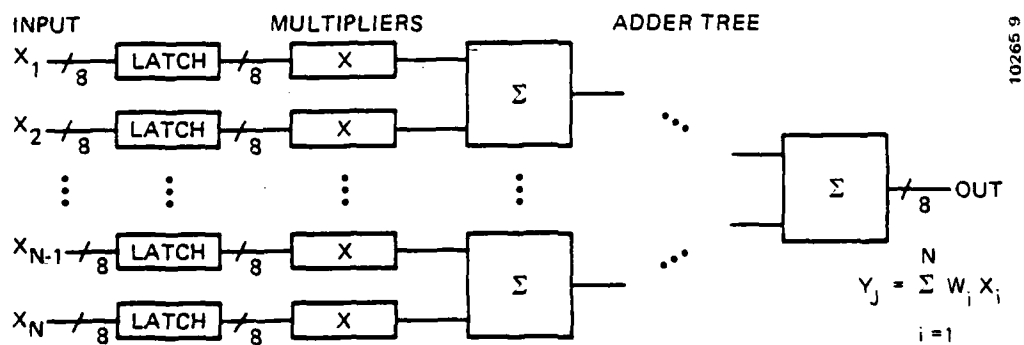 INPUT MULTIPLIERS ADDER TREE
X1 8 LATCH 8 X
Σ
X2 8 LATCH 8 X
Σ 8 OUT
XN-1 8 LATCH 8 X
Σ
XN 8 LATCH 8 X
N
YJ = Σ Wi Xi
i=1
10265 9